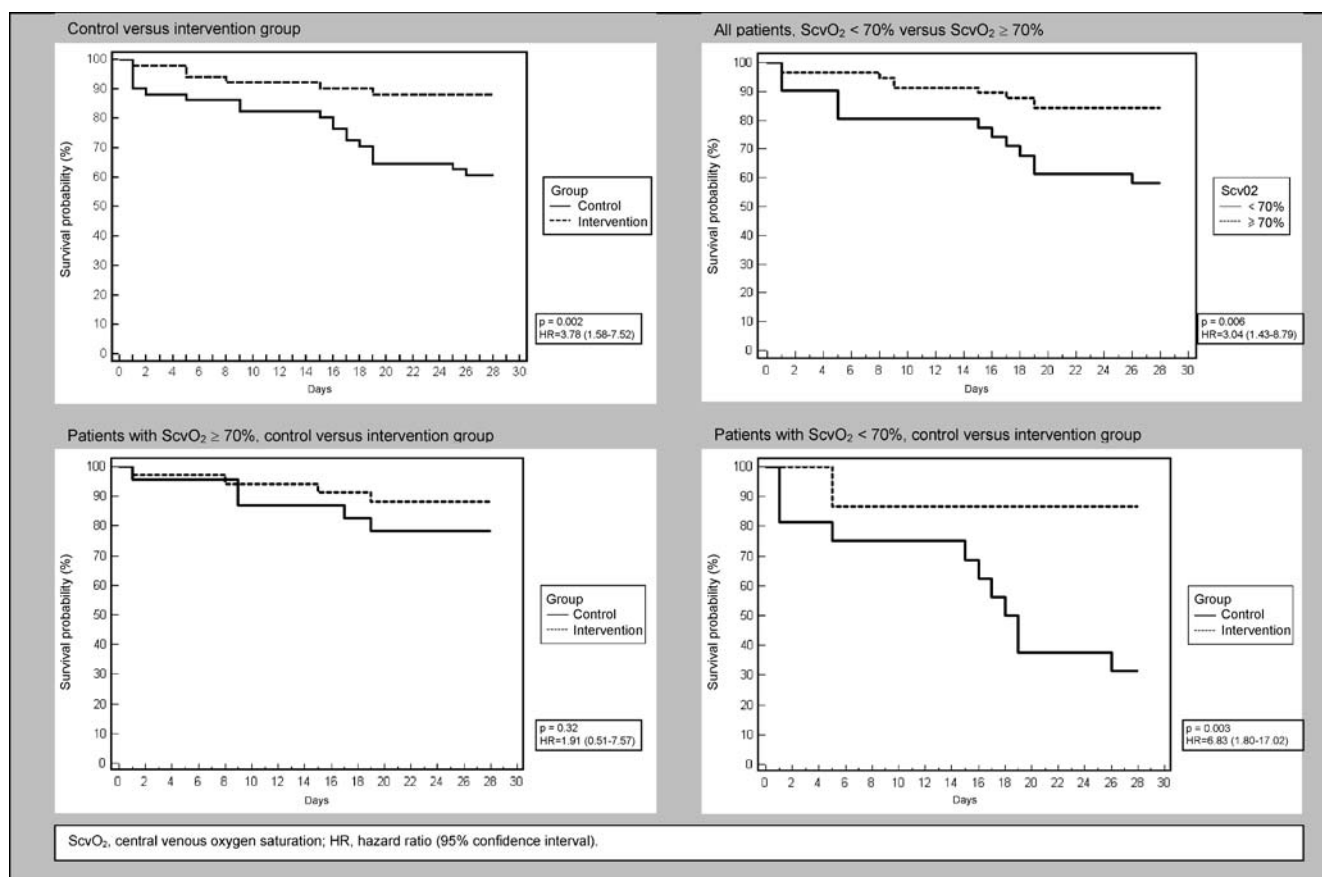 Control versus intervention group
100
90
80
70
60
50
40
30
20
10
0
Survival probability (%)
0 2 4 6 8 10 12 14 16 18 20 22 24 26 28 30
Days
Group
Control
Intervention
p = 0.002
HR=3.78 (1.58-7.52)
All patients, ScvO₂ < 70% versus ScvO₂ ≥ 70%
100
90
80
70
60
50
40
30
20
10
0
Survival probability (%)
0 2 4 6 8 10 12 14 16 18 20 22 24 26 28 30
Days
Scv02
< 70%
≥ 70%
p = 0.006
HR=3.04 (1.43-8.79)
Patients with ScvO₂ ≥ 70%, control versus intervention group
100
90
80
70
60
50
40
30
20
10
0
Survival probability (%)
0 2 4 6 8 10 12 14 16 18 20 22 24 26 28 30
Days
Group
Control
Intervention
p = 0.32
HR=1.91 (0.51-7.57)
Patients with ScvO₂ < 70%, control versus intervention group
100
90
80
70
60
50
40
30
20
10
0
Survival probability (%)
0 2 4 6 8 10 12 14 16 18 20 22 24 26 28 30
Days
Group
Control
Intervention
p = 0.003
HR=6.83 (1.80-17.02)
ScvO₂, central venous oxygen saturation; HR, hazard ratio (95% confidence interval).